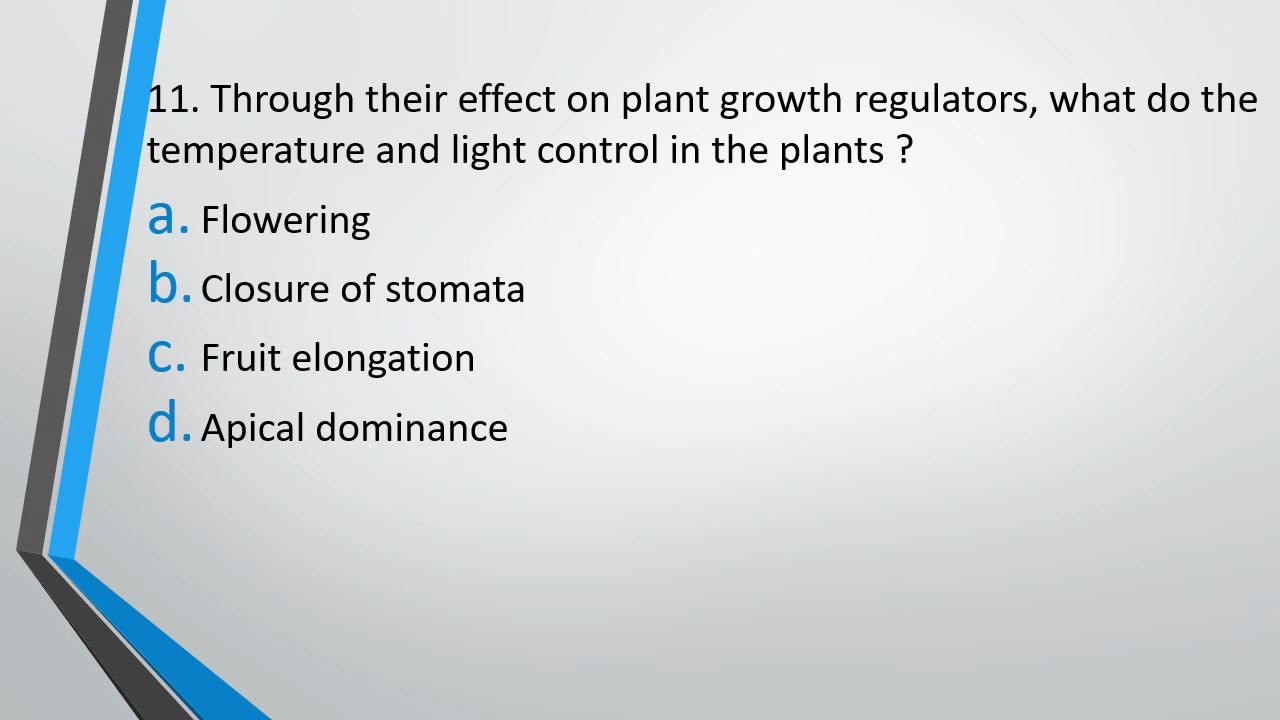 11. Through their effect on plant growth regulators, what do the
temperature and light control in the plants ?
a. Flowering
b. Closure of stomata
c. Fruit elongation
d. Apical dominance